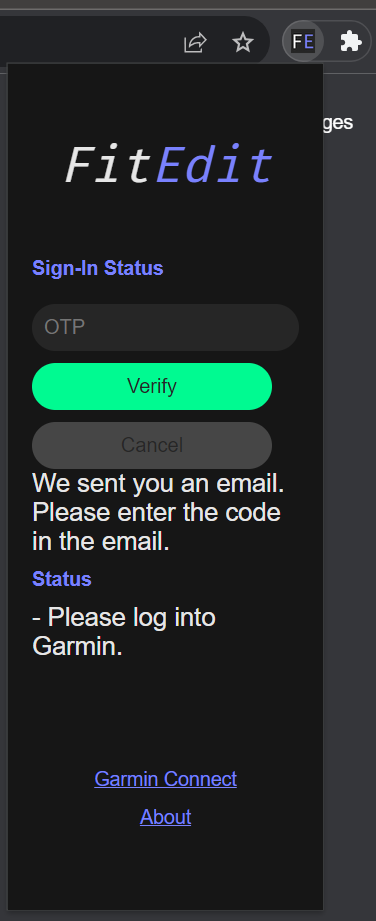 FE
ges
FitEdit
Sign-In Status
OTP
Verify
Cancel
We sent you an email.
Please enter the code
in the email.
Status
- Please log into
Garmin.
Garmin Connect
About